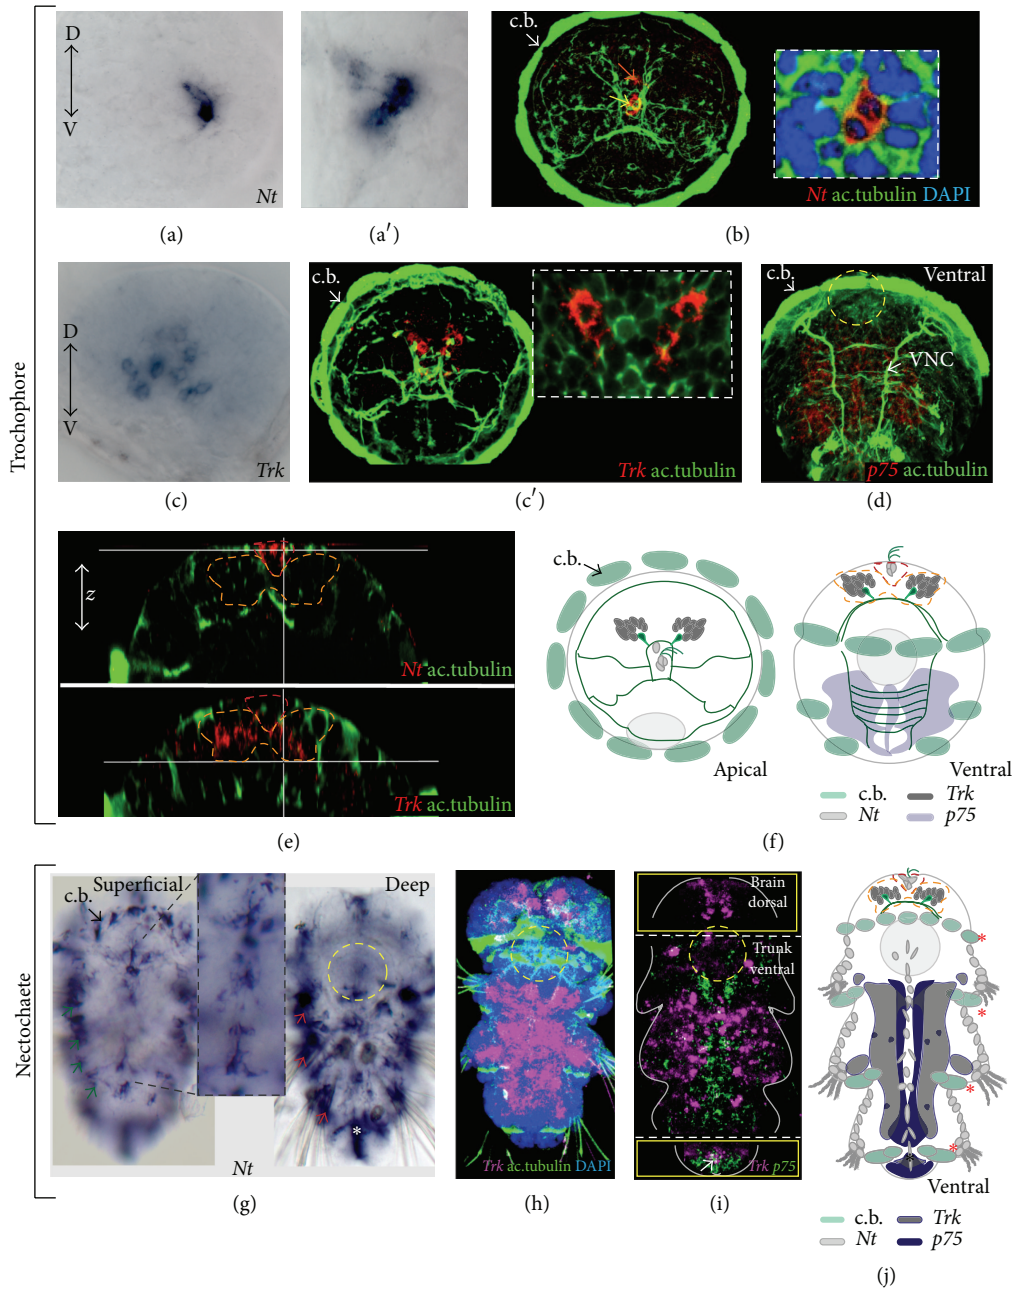 Trochophore
D
V
Nt
(a)
(a′)
c.b.
Nt ac.tubulin DAPI
(b)
D
V
Trk
(c)
c.b.
Trk ac.tubulin
(c′)
c.b.
Ventral
VNC
p75 ac.tubulin
(d)
z
Nt ac.tubulin
Trk ac.tubulin
(e)
c.b.
Apical
Ventral
c.b.
Trk
Nt
p75
(f)
Nectochaete
Superficial
c.b.
Deep
*
Nt
(g)
Trk ac.tubulin DAPI
(h)
Brain
dorsal
Trunk
ventral
Trk p75
(i)
*
*
*
*
*
Ventral
c.b.
Trk
Nt
p75
(j)